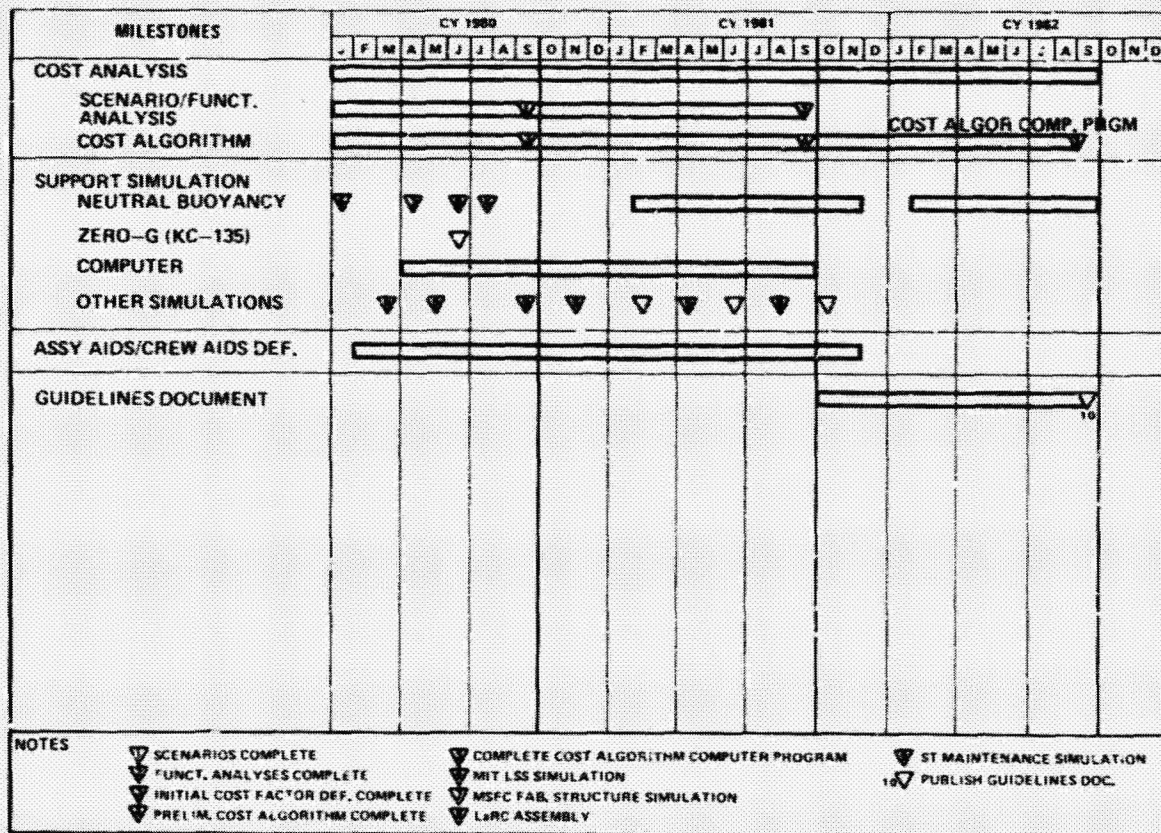 MILESTONES
CY 1980
CY 1981
CY 1982
J F M A M J J A S O N D J F M A M J J A S O N D J F M A M J J A S O N D
COST ANALYSIS
SCENARIO/FUNCT.
ANALYSIS
COST ALGORITHM
COST ALGOR COMP. PRGM
SUPPORT SIMULATION
NEUTRAL BUOYANCY
ZERO-G (KC-135)
COMPUTER
OTHER SIMULATIONS
ASSY AIDS/CREW AIDS DEF.
GUIDELINES DOCUMENT
10
NOTES
SCENARIOS COMPLETE
FUNCT. ANALYSES COMPLETE
INITIAL COST FACTOR DEF. COMPLETE
PRELIM. COST ALGORITHM COMPLETE
COMPLETE COST ALGORITHM COMPUTER PROGRAM
MIT LSS SIMULATION
MSFC FAB. STRUCTURE SIMULATION
LaRC ASSEMBLY
ST MAINTENANCE SIMULATION
10 PUBLISH GUIDELINES DOC.